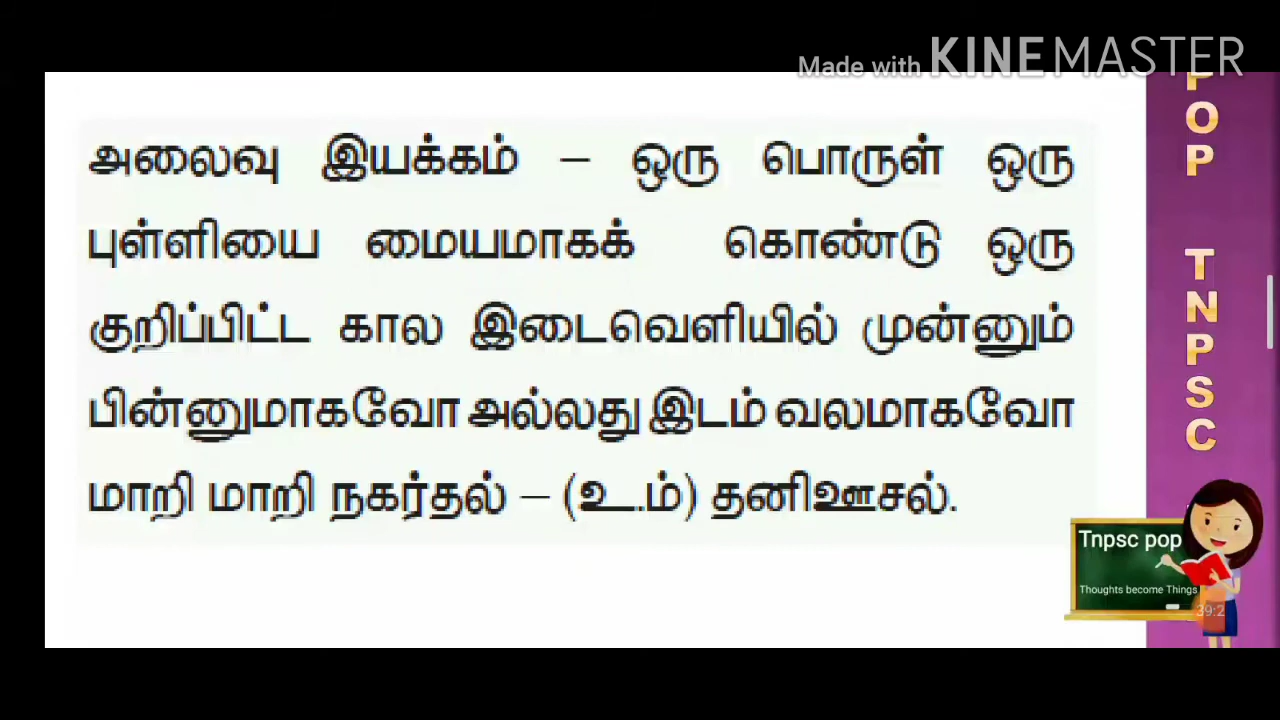 Made with KINEMASTER
அலைவு இயக்கம் – ஒரு பொருள் ஒரு
புள்ளியை மையமாகக் கொண்டு ஒரு
குறிப்பிட்ட கால இடைவெளியில் முன்னும்
பின்னுமாகவோ அல்லது இடம் வலமாகவோ
மாறி மாறி நகர்தல் – (உ.ம்) தனிஊசல்.
POP TNPSC
Tnpsc pop
Thoughts become Things